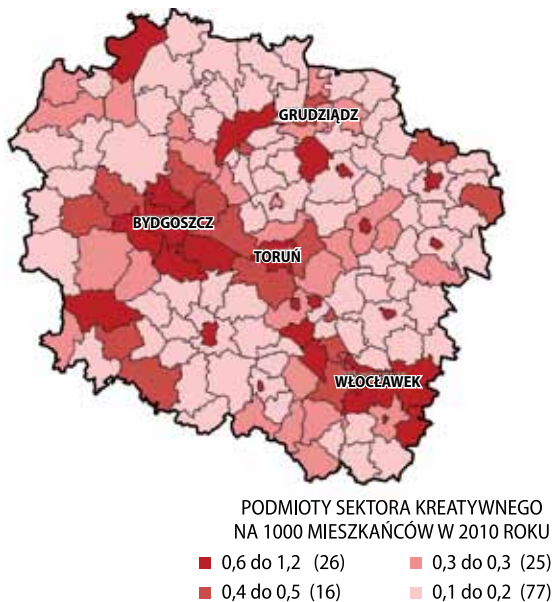 GRUDZIĄDZ
BYDGOSZCZ
TORUŃ
WŁOCŁAWEK
PODMIOTY SEKTORA KREATYWNEGO
NA 1000 MIESZKAŃCÓW W 2010 ROKU
0,6 do 1,2 (26)
0,3 do 0,3 (25)
0,4 do 0,5 (16)
0,1 do 0,2 (77)